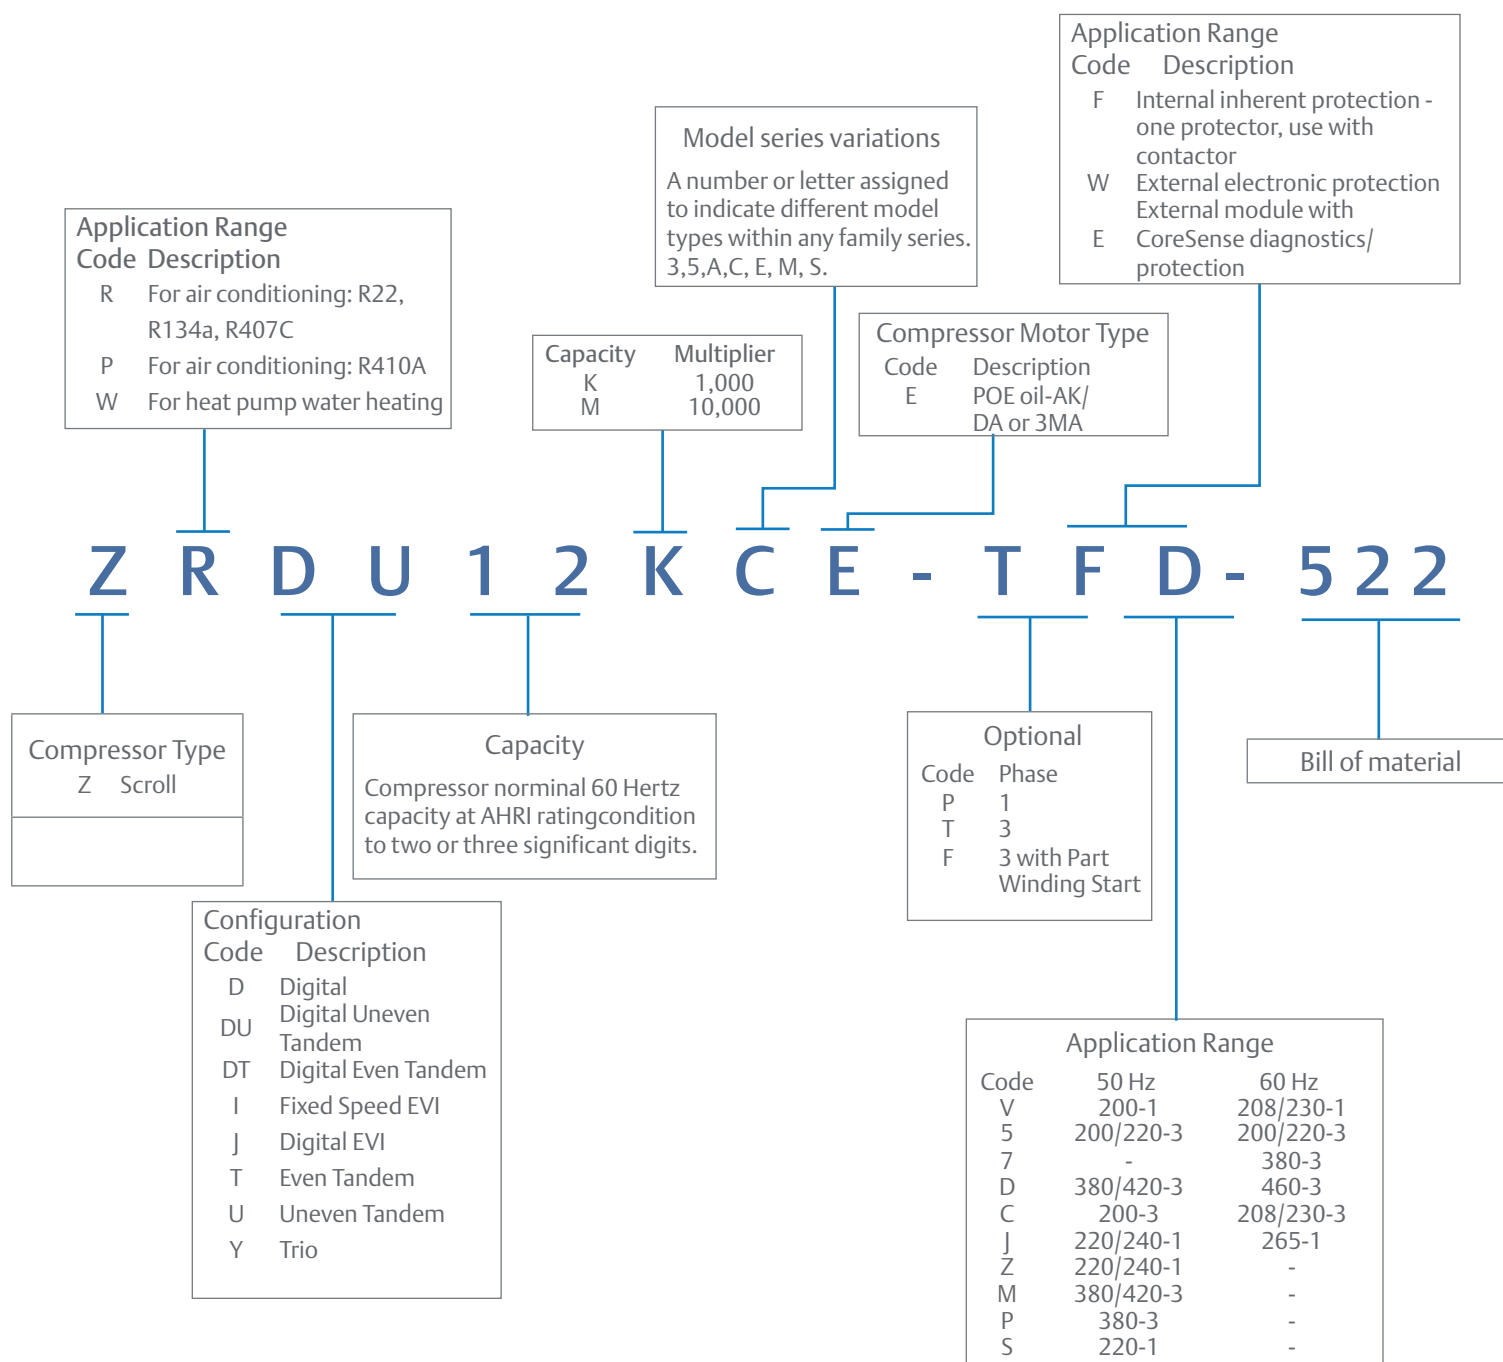 Application Range
Code Description
F Internal inherent protection -
one protector, use with
contactor
W External electronic protection
External module with
E CoreSense diagnostics/
protection
Model series variations
A number or letter assigned
to indicate different model
types within any family series.
3,5,A,C, E, M, S.
Application Range
Code Description
R For air conditioning: R22,
R134a, R407C
P For air conditioning: R410A
W For heat pump water heating
Capacity Multiplier
K 1,000
M 10,000
Compressor Motor Type
Code Description
E POE oil-AK/
DA or 3MA
Z R D U 1 2 K C E - T F D - 5 2 2
Compressor Type
Z Scroll
Capacity
Compressor norminal 60 Hertz
capacity at AHRI ratingcondition
to two or three significant digits.
Optional
Code Phase
P 1
T 3
F 3 with Part
Winding Start
Bill of material
Configuration
Code Description
D Digital
DU Digital Uneven
Tandem
DT Digital Even Tandem
I Fixed Speed EVI
J Digital EVI
T Even Tandem
U Uneven Tandem
Y Trio
Application Range
Code 50 Hz 60 Hz
V 200-1 208/230-1
5 200/220-3 200/220-3
7 - 380-3
D 380/420-3 460-3
C 200-3 208/230-3
J 220/240-1 265-1
Z 220/240-1 -
M 380/420-3 -
P 380-3 -
S 220-1 -